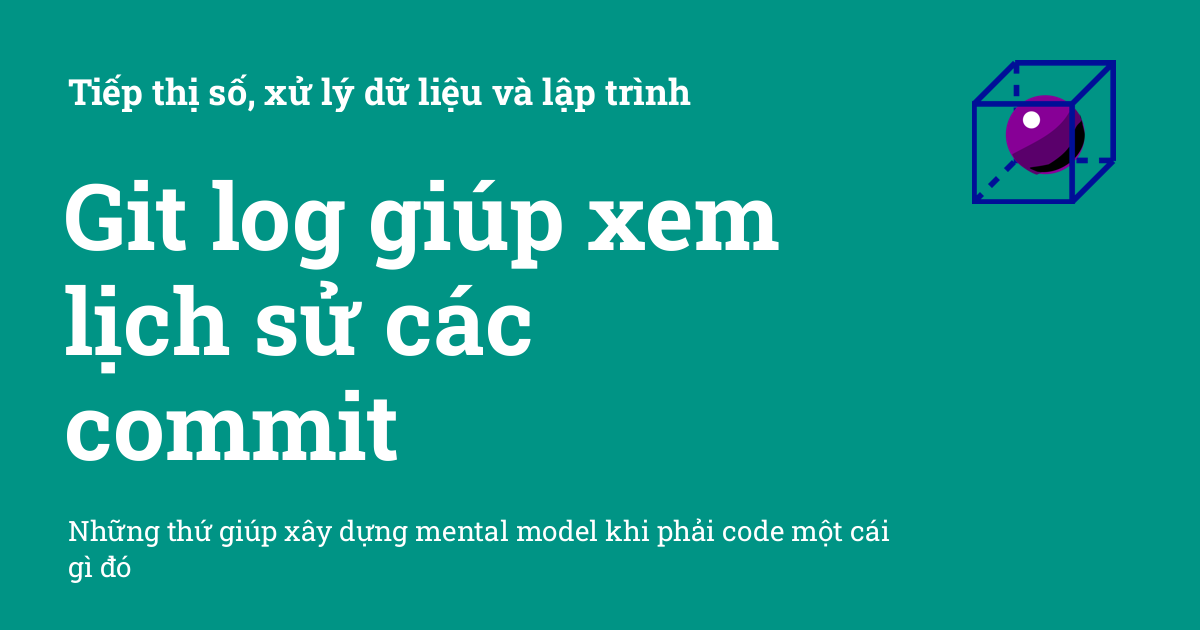 Tiếp thị số, xử lý dữ liệu và lập trình
Git log giúp xem
lịch sử các
commit
Những thứ giúp xây dựng mental model khi phải code một cái
gì đó